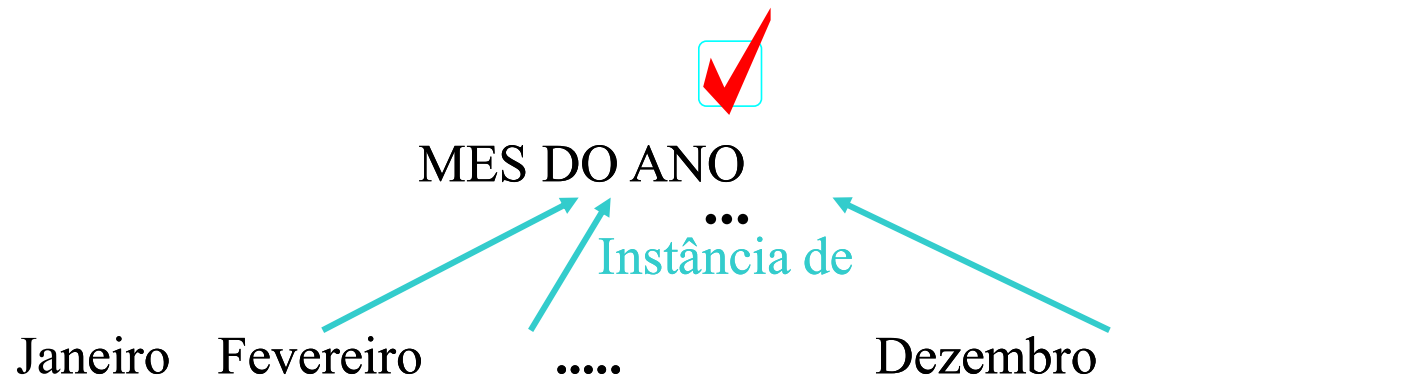 MES DO ANO
...
Instância de
Janeiro Fevereiro ..... Dezembro